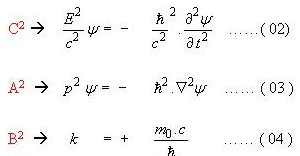 C² → E²/c² ψ = − ħ²/c² . ∂²ψ/∂t² ......( 02)
A² → p² ψ = − ħ².∇²ψ ...... ( 03 )
B² → k = + m₀.c/ħ ...... ( 04 )